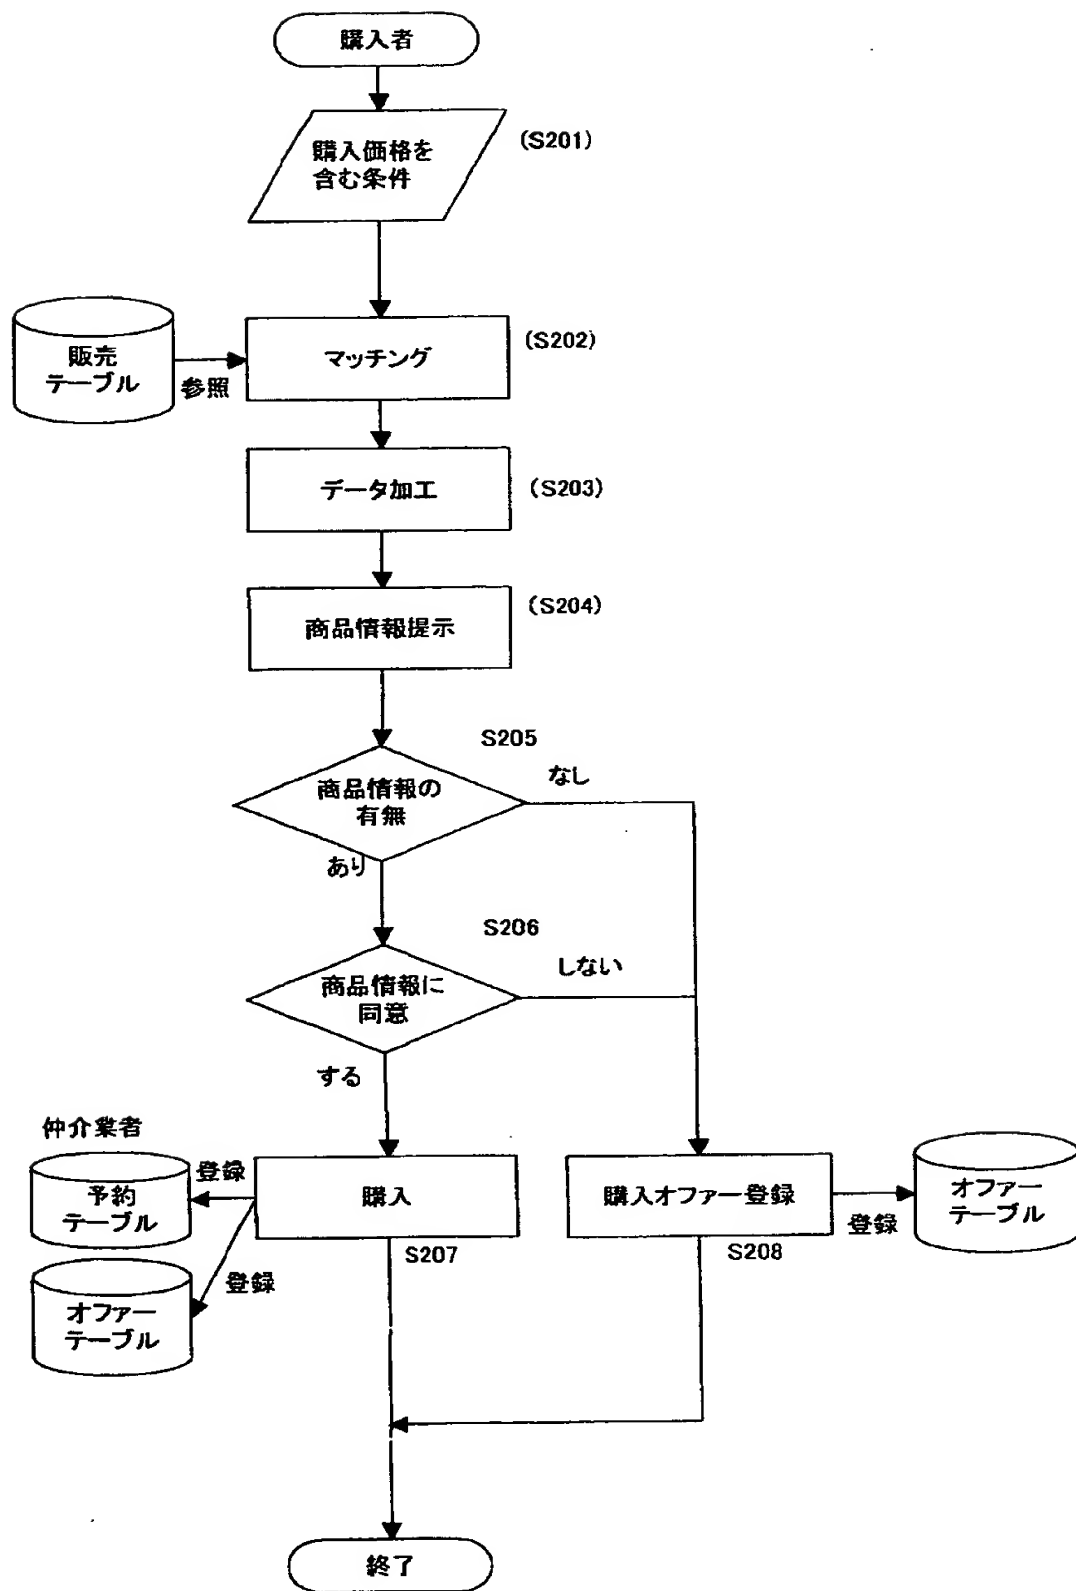 購入者
購入価格を
含む条件
(S201)
販売
テーブル
参照
マッチング
(S202)
データ加工
(S203)
商品情報提示
(S204)
S205
商品情報の
有無
なし
あり
S206
商品情報に
同意
しない
する
仲介業者
予約
テーブル
登録
購入
S207
オファー
テーブル
登録
購入オファー登録
S208
登録
オファー
テーブル
終了